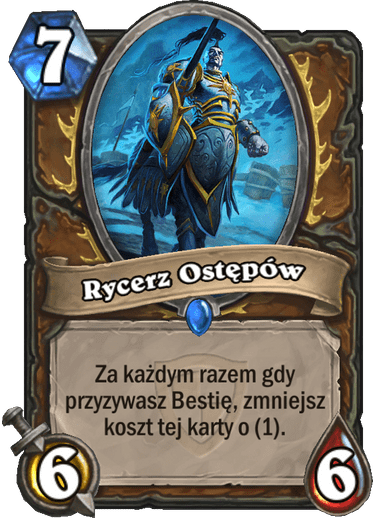 7
Rycerz Ostępów
Za każdym razem gdy
przyzywasz Bestię, zmniejsz
koszt tej karty o (1).
6 6